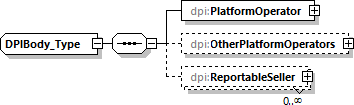 dpi:PlatformOperator
DPIBody_Type
dpi:OtherPlatformOperators
dpi:ReportableSeller
0..∞